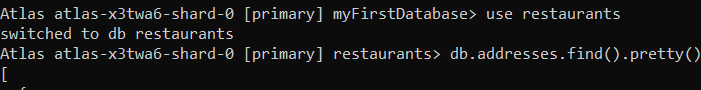 Atlas atlas-x3twa6-shard-0 [primary] myFirstDatabase> use restaurants
switched to db restaurants
Atlas atlas-x3twa6-shard-0 [primary] restaurants> db.addresses.find().pretty()
[